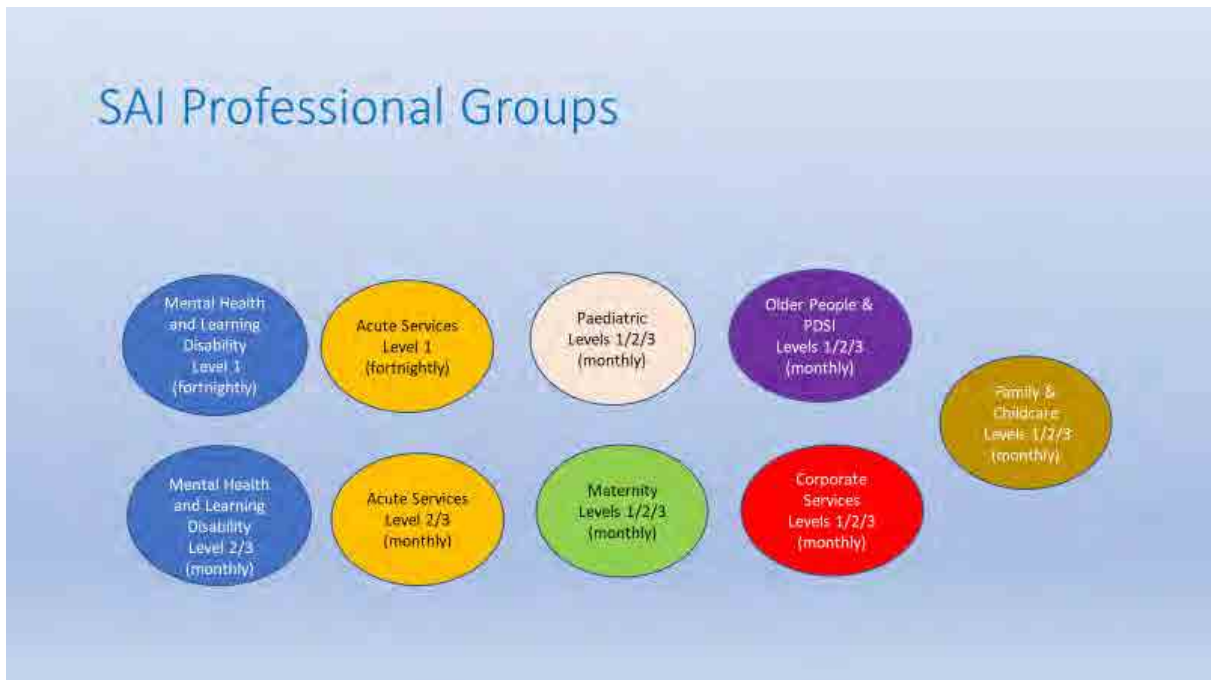 SAI Professional Groups
Mental Health
and Learning
Disability
Level 1
(fortnightly)
Acute Services
Level 1
(fortnightly)
Paediatric
Levels 1/2/3
(monthly)
Older People &
PDSI
Levels 1/2/3
(monthly)
Family &
Childcare
Levels 1/2/3
(monthly)
Mental Health
and Learning
Disability
Level 2/3
(monthly)
Acute Services
Level 2/3
(monthly)
Maternity
Levels 1/2/3
(monthly)
Corporate
Services
Levels 1/2/3
(monthly)